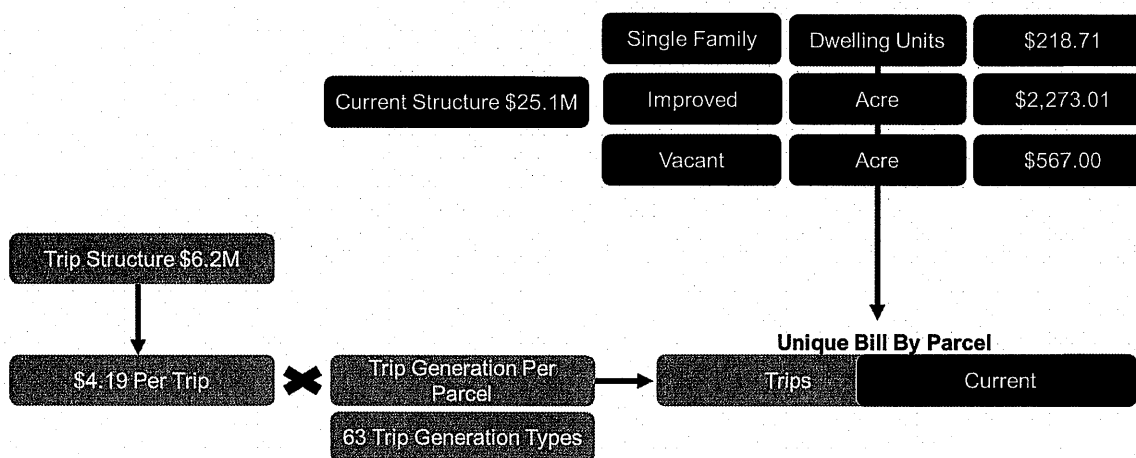 Single Family
Dwelling Units
$218.71
Current Structure $25.1M
Improved
Acre
$2,273.01
Vacant
Acre
$567.00
Trip Structure $6.2M
Unique Bill By Parcel
$4.19 Per Trip
Trip Generation Per
Parcel
Trips
Current
63 Trip Generation Types